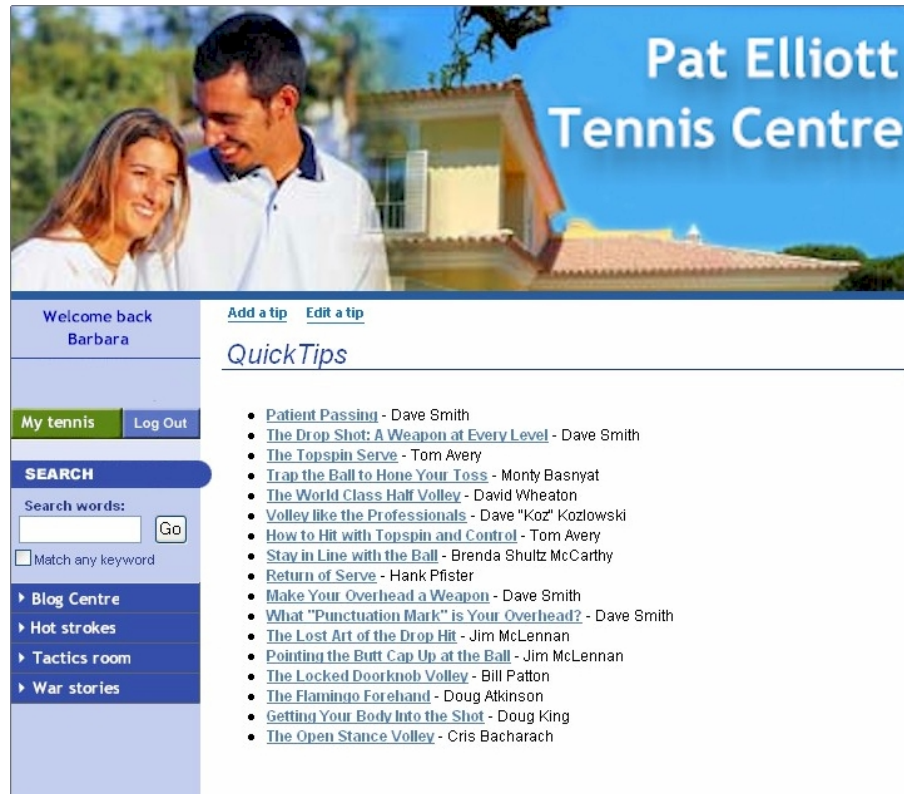 Pat Elliott
Tennis Centre
Welcome back
Barbara
My tennis Log Out
SEARCH
Search words:
Go
Match any keyword
Blog Centre
Hot strokes
Tactics room
War stories
Add a tip Edit a tip
QuickTips
Patient Passing - Dave Smith
The Drop Shot: A Weapon at Every Level - Dave Smith
The Topspin Serve - Tom Avery
Trap the Ball to Hone Your Toss - Monty Basnyat
The World Class Half Volley - David Wheaton
Volley like the Professionals - Dave "Koz" Kozlowski
How to Hit with Topspin and Control - Tom Avery
Stay in Line with the Ball - Brenda Shultz McCarthy
Return of Serve - Hank Pfister
Make Your Overhead a Weapon - Dave Smith
What "Punctuation Mark" is Your Overhead? - Dave Smith
The Lost Art of the Drop Hit - Jim McLennan
Pointing the Butt Cap Up at the Ball - Jim McLennan
The Locked Doorknob Volley - Bill Patton
The Flamingo Forehand - Doug Atkinson
Getting Your Body Into the Shot - Doug King
The Open Stance Volley - Cris Bacharach